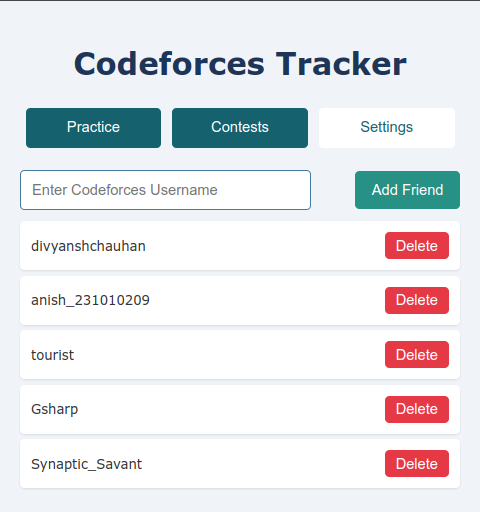 Codeforces Tracker
Practice Contests Settings
Enter Codeforces Username Add Friend
divyanshchauhan Delete
anish_231010209 Delete
tourist Delete
Gsharp Delete
Synaptic_Savant Delete